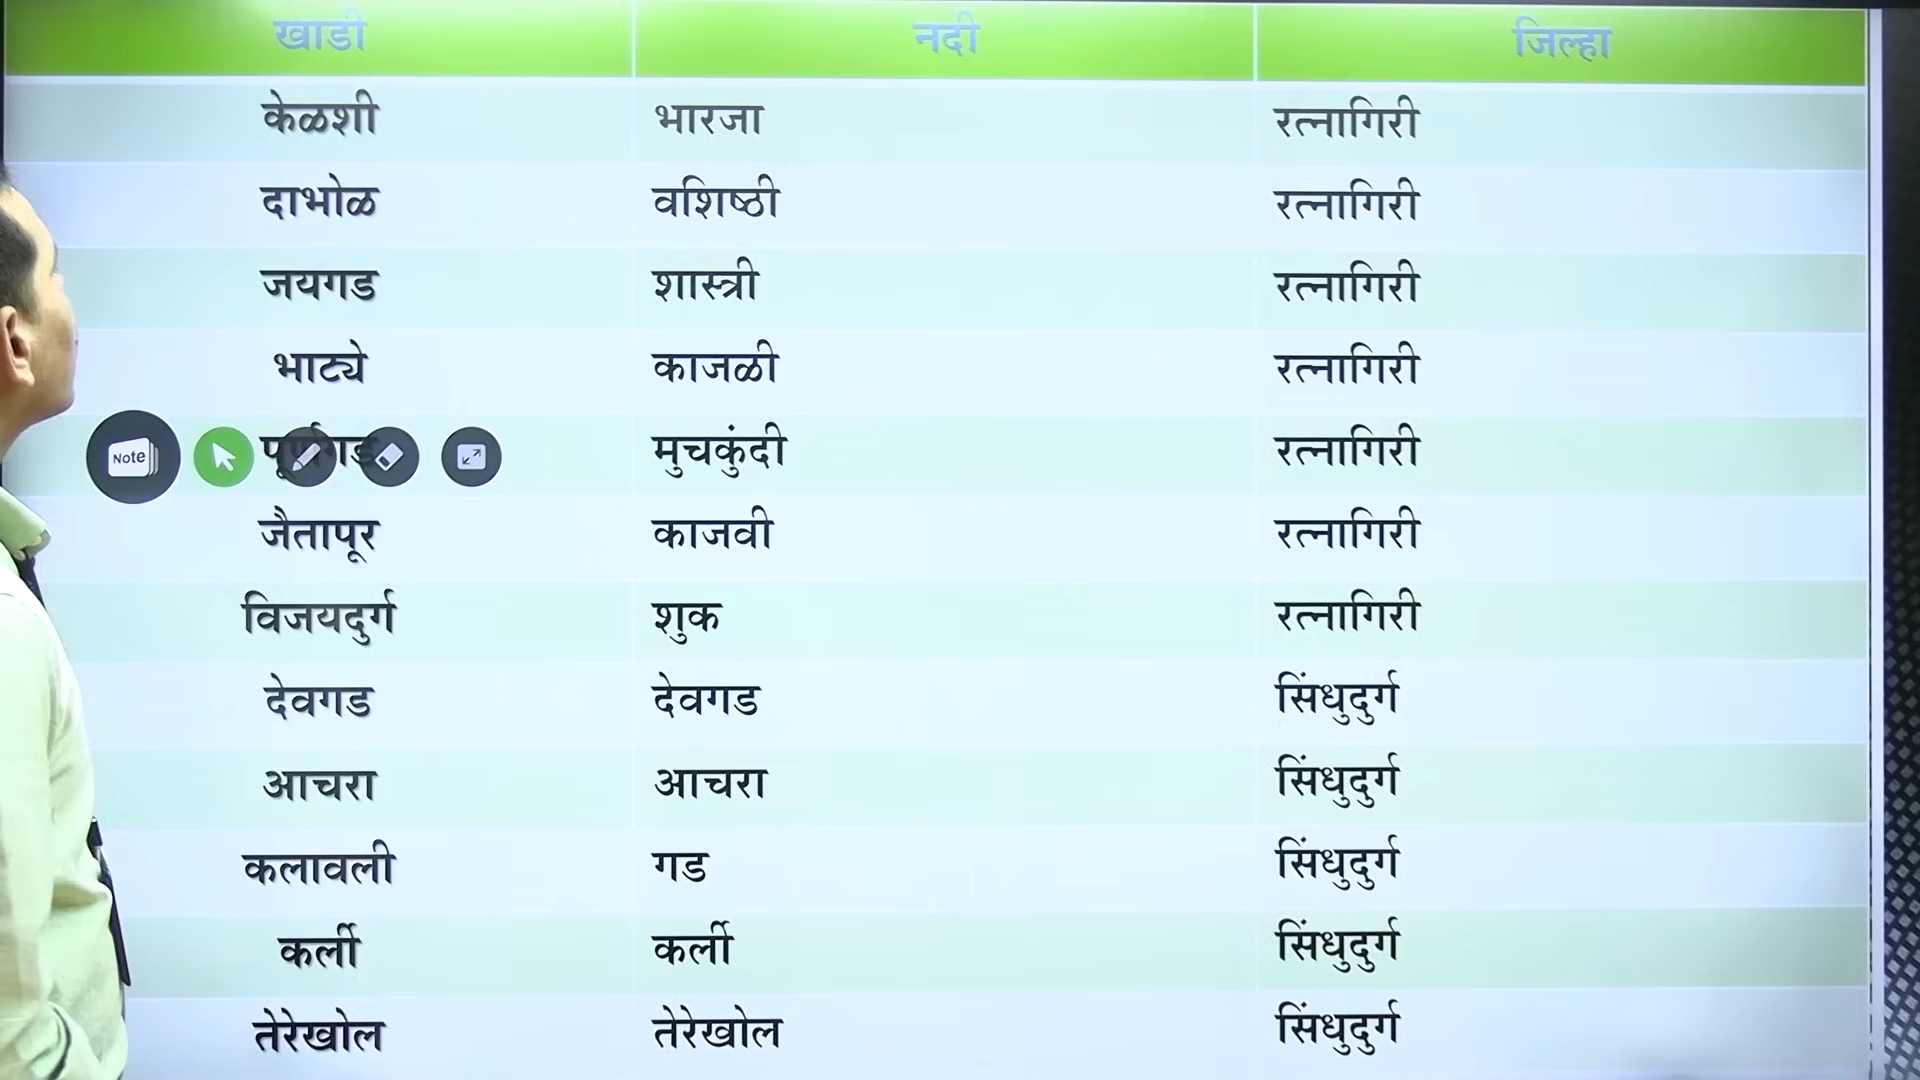 खाडी नदी जिल्हा
केळशी भारजा रत्नागिरी
दाभोळ वशिष्ठी रत्नागिरी
जयगड शास्त्री रत्नागिरी
भाट्ये काजळी रत्नागिरी
Note पूर्णगड मुचकुंदी रत्नागिरी
जैतापूर काजवी रत्नागिरी
विजयदुर्ग शुक रत्नागिरी
देवगड देवगड सिंधुदुर्ग
आचरा आचरा सिंधुदुर्ग
कलावली गड सिंधुदुर्ग
कर्ली कर्ली सिंधुदुर्ग
तेरेखोल तेरेखोल सिंधुदुर्ग